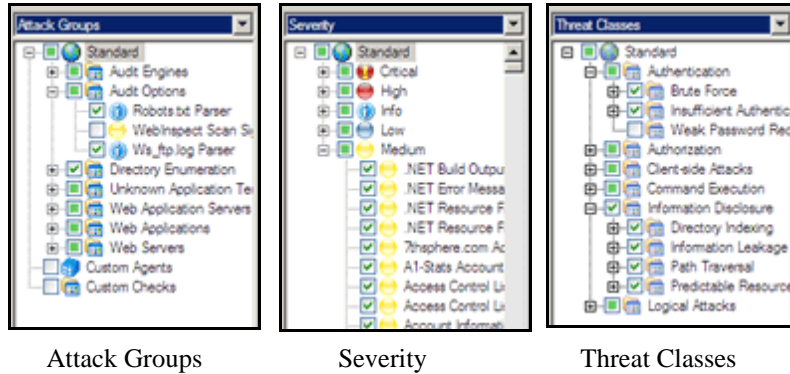 Attack Groups
Standard
Audit Engines
Audit Options
Robots.txt Parser
WebInspect Scan Si
Ws_ftp.log Parser
Directory Enumeration
Unknown Application Te
Web Application Servers
Web Applications
Web Servers
Custom Agents
Custom Checks
Severity
Standard
Critical
High
Info
Low
Medium
.NET Build Outpu
.NET Error Messa
.NET Resource F
.NET Resource F
7thsphere.com Ac
A1-Stats Account
Access Control Li
Access Control Li
Account Informati
Threat Classes
Standard
Authentication
Brute Force
Insufficient Authentic
Weak Password Rec
Authorization
Client-side Attacks
Command Execution
Information Disclosure
Directory Indexing
Information Leakage
Path Traversal
Predictable Resource
Logical Attacks
Attack Groups
Severity
Threat Classes